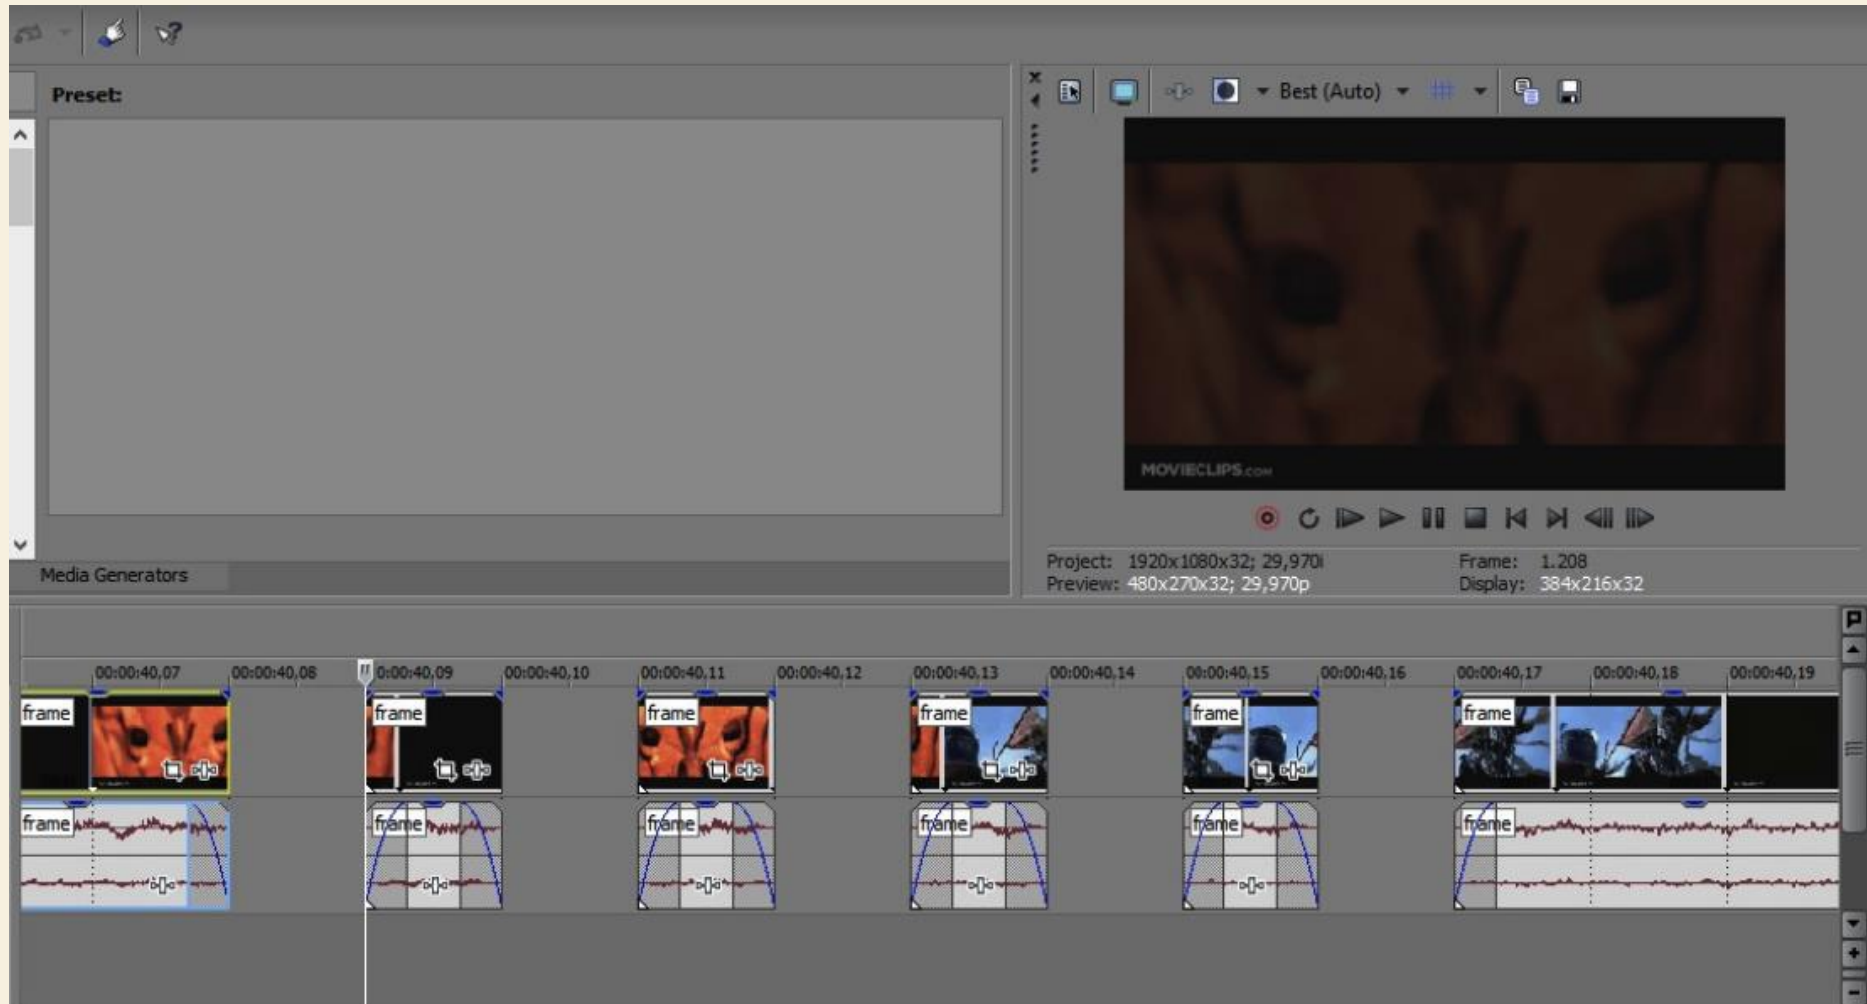 Preset:
Best (Auto)
MOVIECLIPS.COM
Project: 1920x1080x32; 29,970i Frame: 1.208
Preview: 480x270x32; 29,970p Display: 384x216x32
Media Generators
00:00:40,07 00:00:40,08 0:00:40,09 00:00:40,10 00:00:40,11 00:00:40,12 00:00:40,13 00:00:40,14 00:00:40,15 00:00:40,16 00:00:40,17 00:00:40,18 00:00:40,19
frame frame frame frame frame frame
frame frame frame frame frame frame